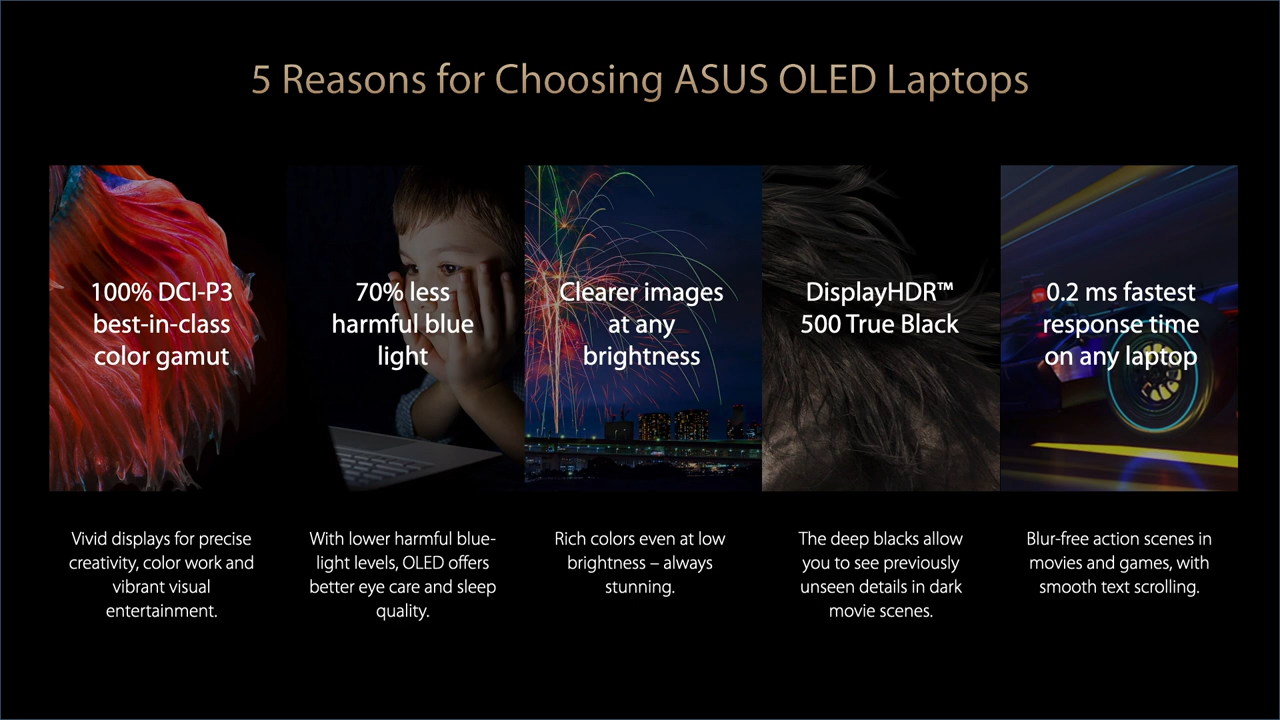 5 Reasons for Choosing ASUS OLED Laptops
100% DCI-P3
best-in-class
color gamut
70% less
harmful blue
light
Clearer images
at any
brightness
DisplayHDR™
500 True Black
0.2 ms fastest
response time
on any laptop
Vivid displays for precise
creativity, color work and
vibrant visual
entertainment.
With lower harmful blue-
light levels, OLED offers
better eye care and sleep
quality.
Rich colors even at low
brightness – always
stunning.
The deep blacks allow
you to see previously
unseen details in dark
movie scenes.
Blur-free action scenes in
movies and games, with
smooth text scrolling.